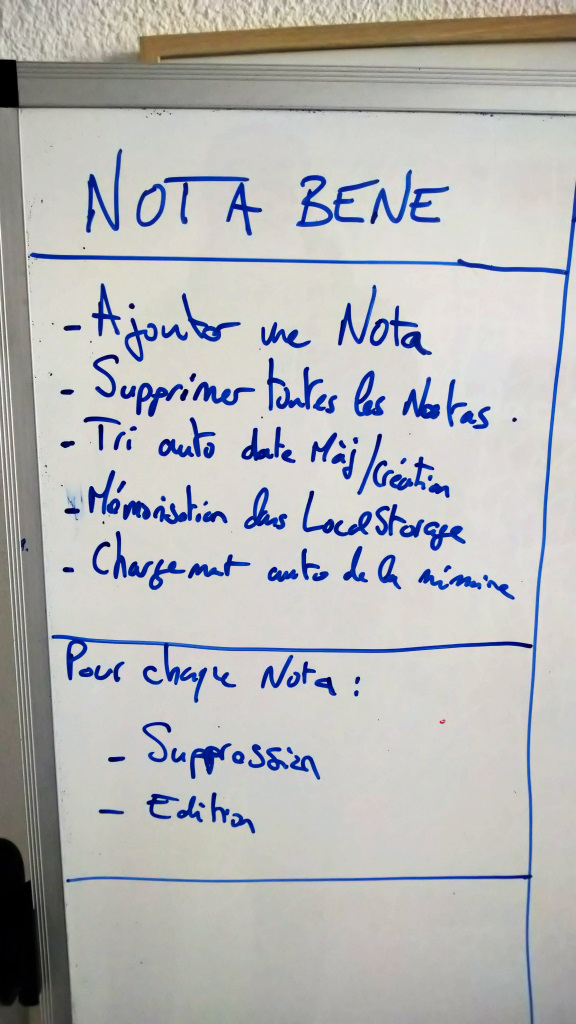 NOTA BENE
- Ajouter une Nota
- Supprimer toutes les Notas.
- Tri auto date Màj/création
- Mémorisation dans LocalStorage
- Chargement auto de la mémoire
Pour chaque Nota :
- Suppression
- Edition